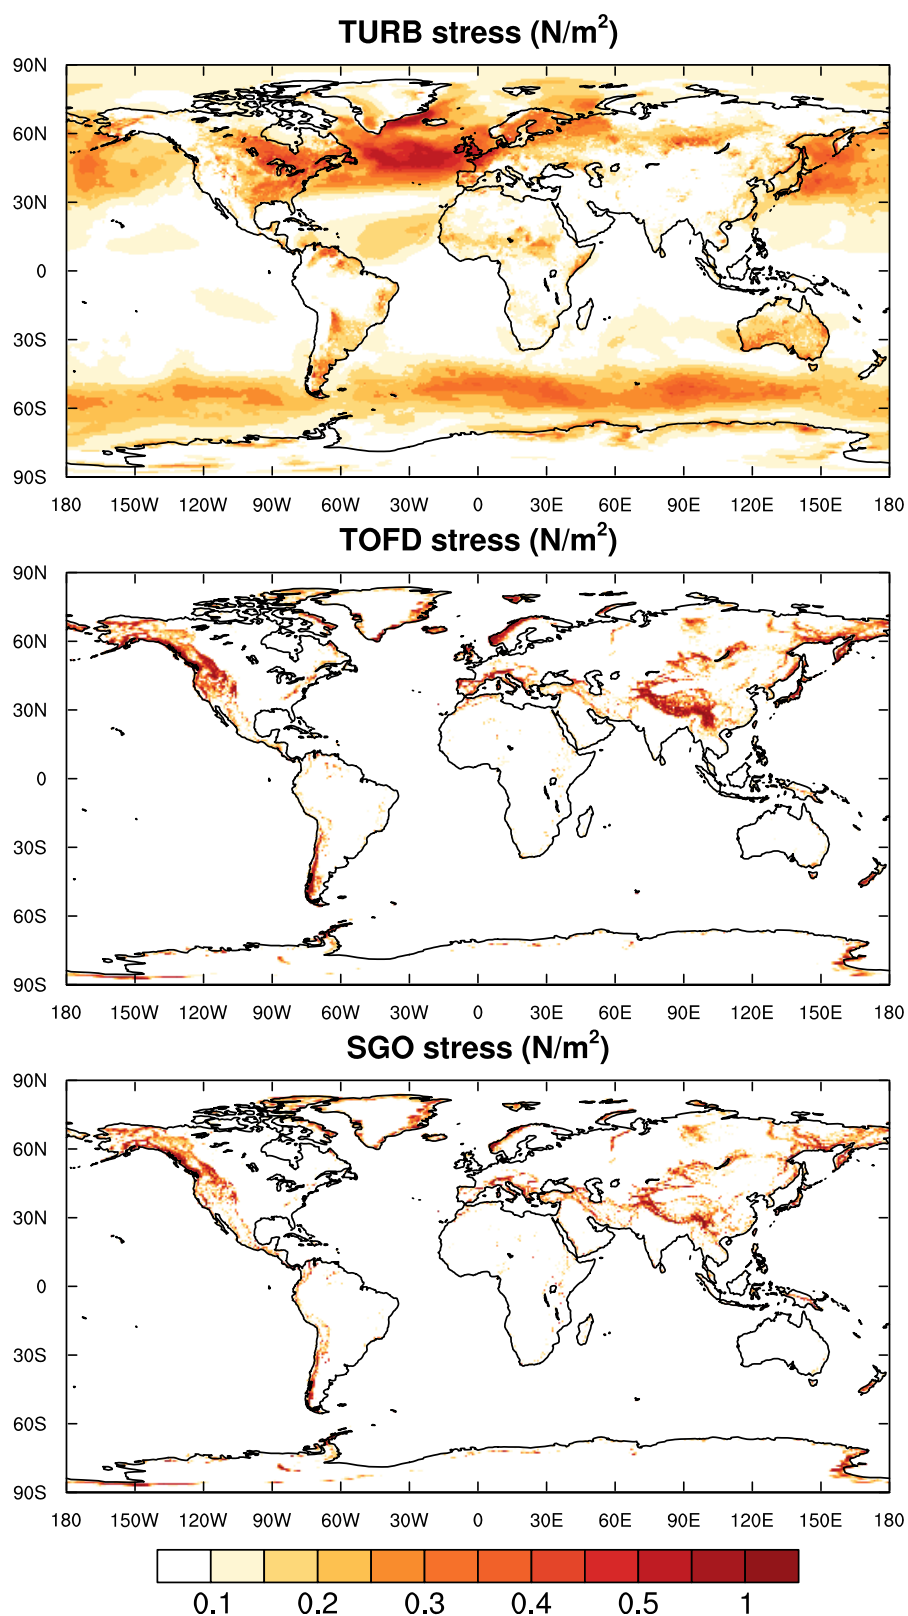 TURB stress (N/m²)
90N
60N
30N
0
30S
60S
90S
180 150W 120W 90W 60W 30W 0 30E 60E 90E 120E 150E 180
TOFD stress (N/m²)
90N
60N
30N
0
30S
60S
90S
180 150W 120W 90W 60W 30W 0 30E 60E 90E 120E 150E 180
SGO stress (N/m²)
90N
60N
30N
0
30S
60S
90S
180 150W 120W 90W 60W 30W 0 30E 60E 90E 120E 150E 180
0.1 0.2 0.3 0.4 0.5 1